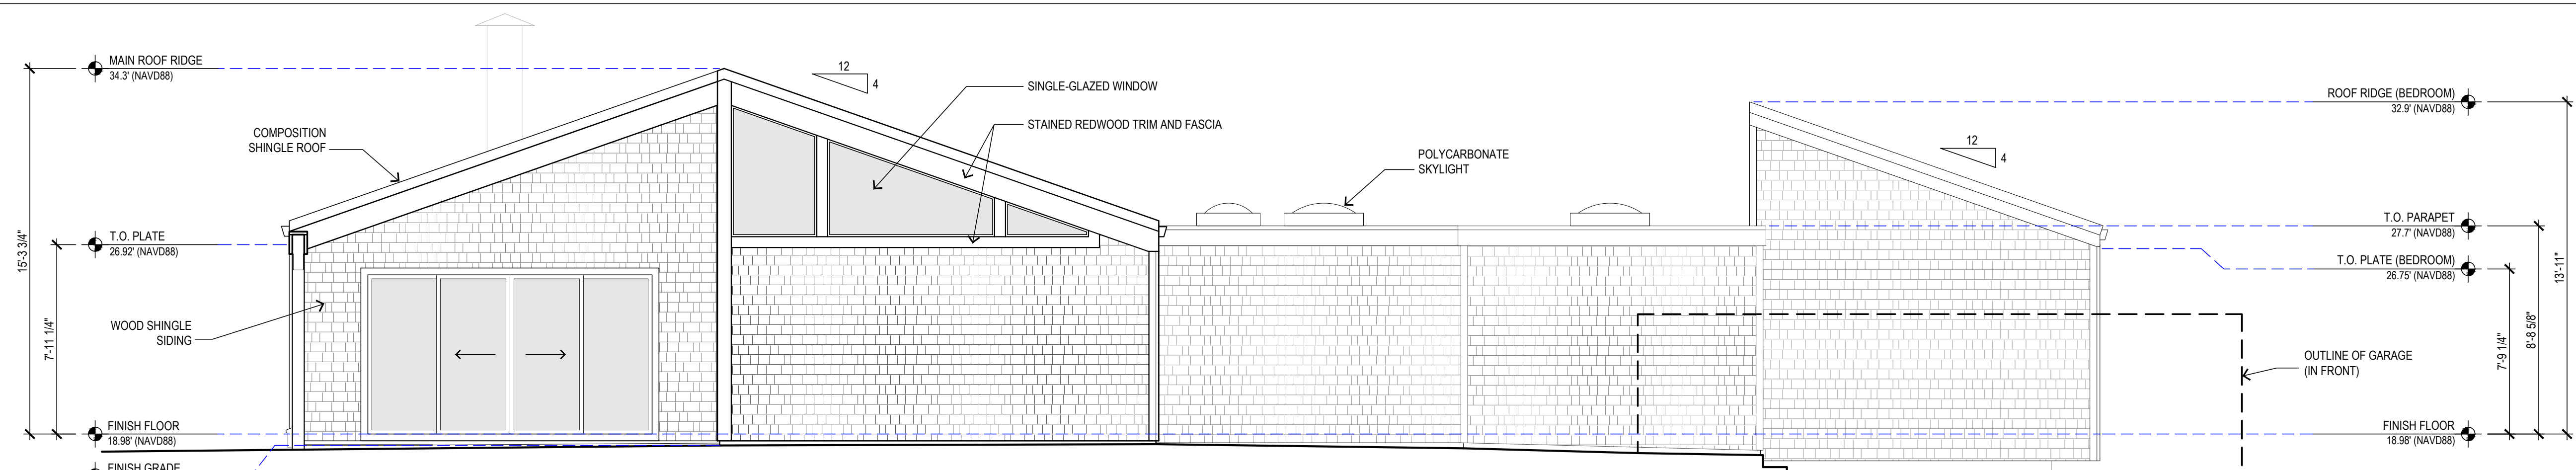 MAIN ROOF RIDGE
34.3' (NAVD88)
15'-3 3/4"
T.O. PLATE
26.92' (NAVD88)
7'-11 1/4"
FINISH FLOOR
18.98' (NAVD88)
FINISH GRADE
COMPOSITION
SHINGLE ROOF
WOOD SHINGLE
SIDING
12
4
SINGLE-GLAZED WINDOW
STAINED REDWOOD TRIM AND FASCIA
POLYCARBONATE
SKYLIGHT
12
4
ROOF RIDGE (BEDROOM)
32.9' (NAVD88)
T.O. PARAPET
27.7' (NAVD88)
T.O. PLATE (BEDROOM)
26.75' (NAVD88)
OUTLINE OF GARAGE
(IN FRONT)
FINISH FLOOR
18.98' (NAVD88)
7'-9 1/4"
8'-8 5/8"
13'-11"